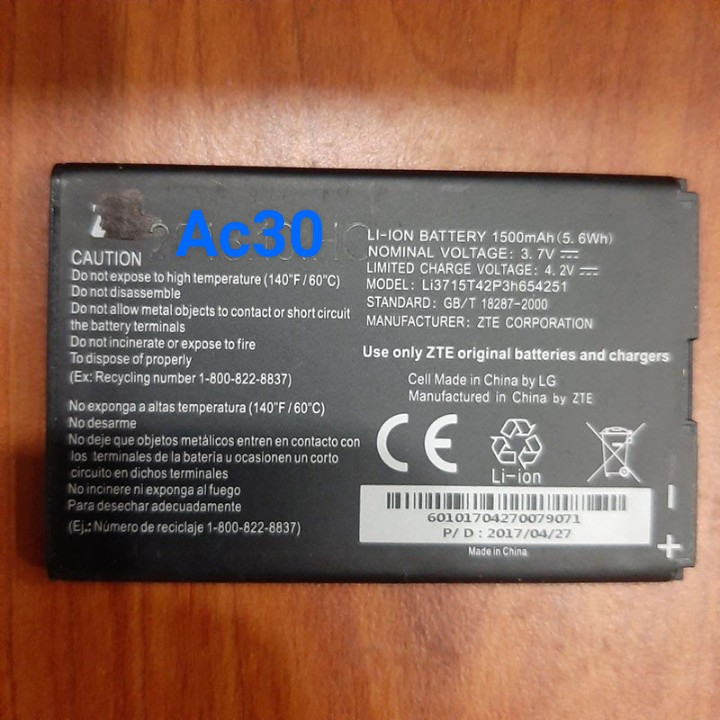 Ac30
CAUTION
Do not expose to high temperature (140°F/60°C)
Do not disassemble
Do not allow metal objects to contact or short circuit
the battery terminals
Do not incinerate or expose to fire
To dispose of properly
(Ex: Recycling number 1-800-822-8837)
No exponga a altas temperatura (140°F/60°C)
No desarme
No deje que objetos metálicos entren en contacto con
los terminales de la batería u ocasionen un corto
circuito en dichos terminales
No incinere ni exponga al fuego
Para desechar adecuadamente
(Ej.: Número de reciclaje 1-800-822-8837)
LI-ION BATTERY 1500mAh(5.6Wh)
NOMINAL VOLTAGE: 3.7V
LIMITED CHARGE VOLTAGE: 4.2V
MODEL: Li3715T42P3h654251
STANDARD: GB/T 18287-2000
MANUFACTURER: ZTE CORPORATION
Use only ZTE original batteries and chargers
Cell Made in China by LG
Manufactured in China by ZTE
CE
Li-ion
60101704270079071
P/D: 2017/04/27
Made in China
-
+